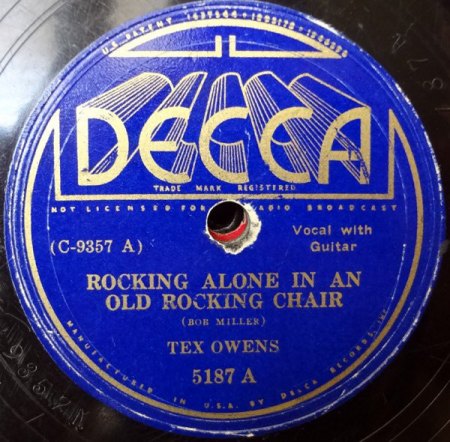 U.S. PATENT 1637544 - 
DECCA
TRADE MARK REGISTERED
NOT LICENSED FOR RADIO BROADCAST
(C-9357 A)
Vocal with
Guitar
ROCKING ALONE IN AN
OLD ROCKING CHAIR
(BOB MILLER)
TEX OWENS
5187 A
MANUFACTURED IN U.S.A. BY DECCA RECORDS, INC.